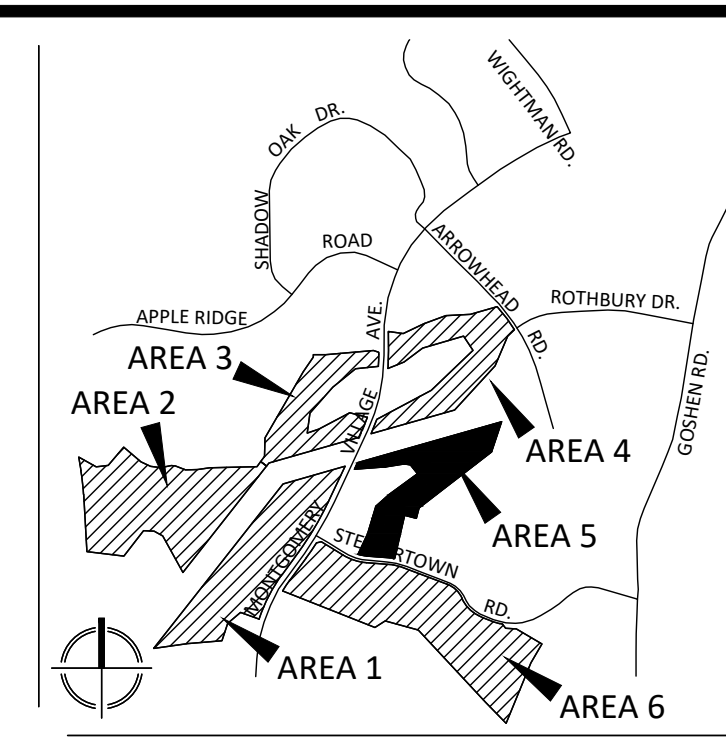 WIGHTMAN RD.
SHADOW OAK DR.
APPLE RIDGE ROAD
ARROWHEAD RD.
ROTHBURY DR.
GOSHEN RD.
MONTGOMERY VILLAGE AVE.
AREA 3
AREA 2
AREA 4
AREA 5
STEWARTOWN RD.
AREA 1
AREA 6